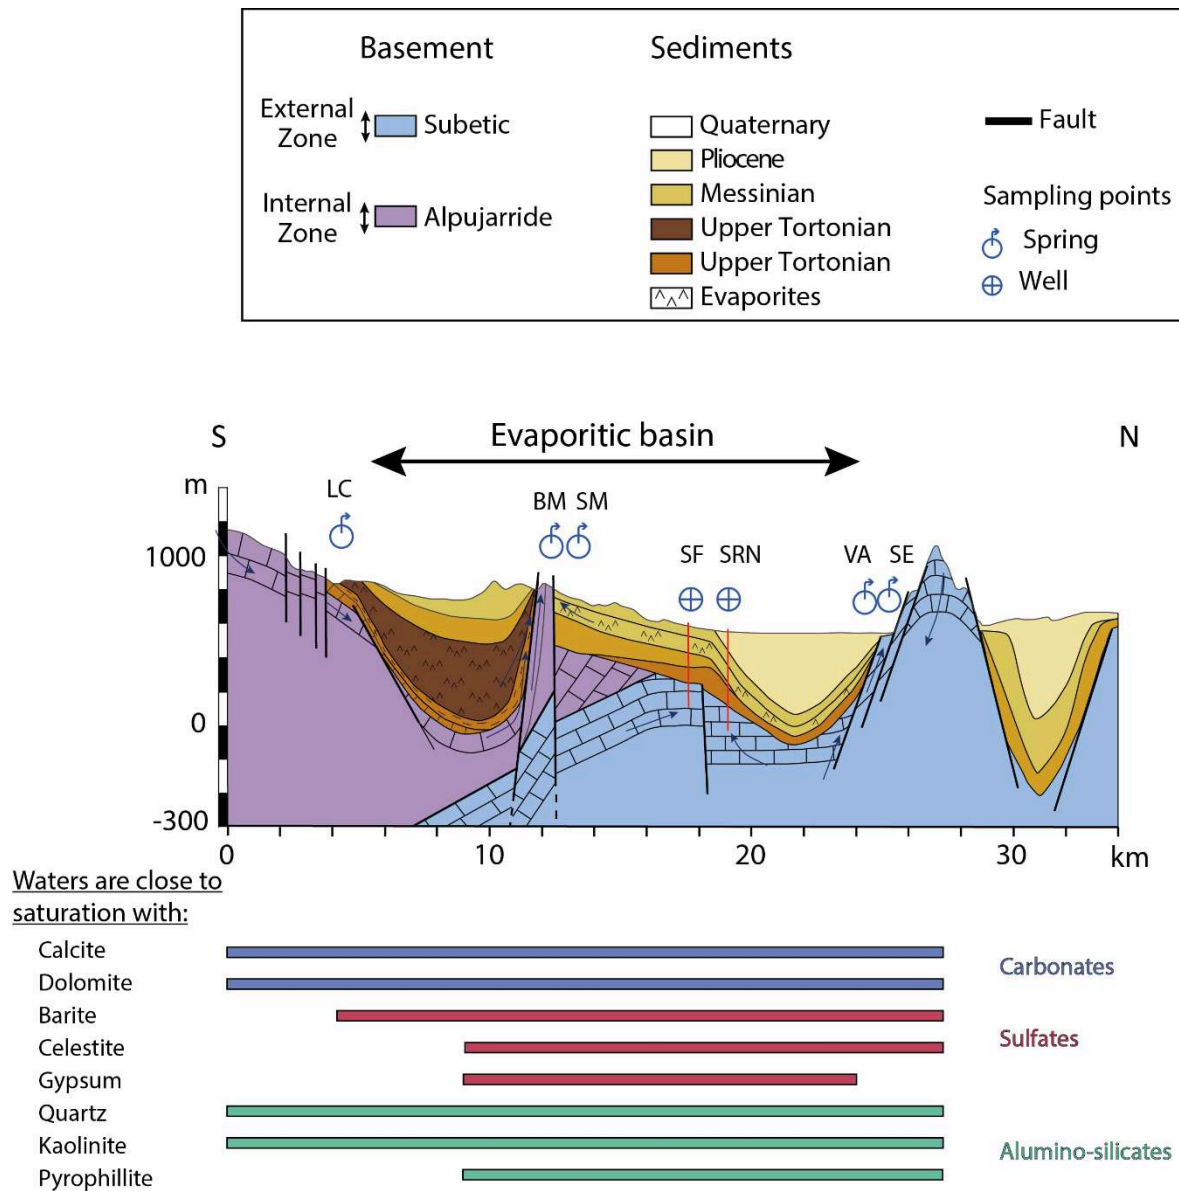 Basement
Sediments
External
Zone
Subetic
Internal
Zone
Alpujarride
Quaternary
Pliocene
Messinian
Upper Tortonian
Upper Tortonian
Evaporites
Fault
Sampling points
Spring
Well
S
Evaporitic basin
N
m
LC
BM SM
SF SRN
VA SE
1000
0
-300
0 10 20 30 km
Waters are close to
saturation with:
Calcite
Dolomite
Carbonates
Barite
Celestite
Sulfates
Gypsum
Quartz
Kaolinite
Alumino-silicates
Pyrophillite